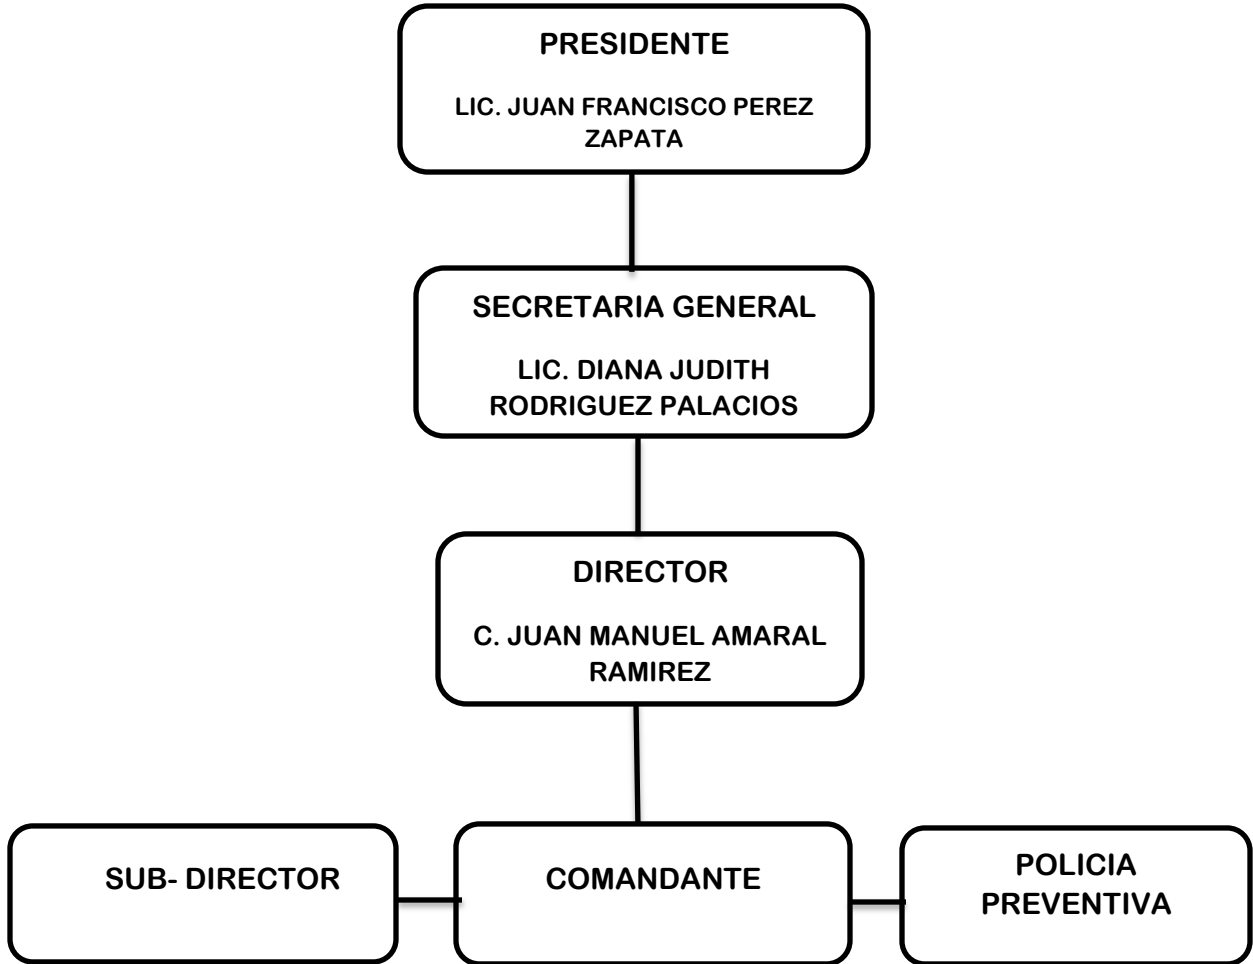 PRESIDENTE
LIC. JUAN FRANCISCO PEREZ
ZAPATA
SECRETARIA GENERAL
LIC. DIANA JUDITH
RODRIGUEZ PALACIOS
DIRECTOR
C. JUAN MANUEL AMARAL
RAMIREZ
SUB- DIRECTOR
COMANDANTE
POLICIA
PREVENTIVA